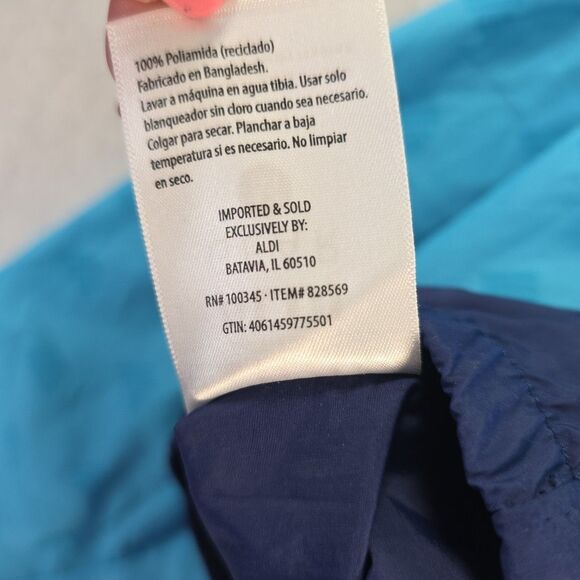 100% Poliamida (reciclado)
Fabricado en Bangladesh.
Lavar a máquina en agua tibia. Usar solo
blanqueador sin cloro cuando sea necesario.
Colgar para secar. Planchar a baja
temperatura si es necesario. No limpiar
en seco.
IMPORTED & SOLD
EXCLUSIVELY BY:
ALDI
BATAVIA, IL 60510
RN# 100345 · ITEM# 828569
GTIN: 4061459775501